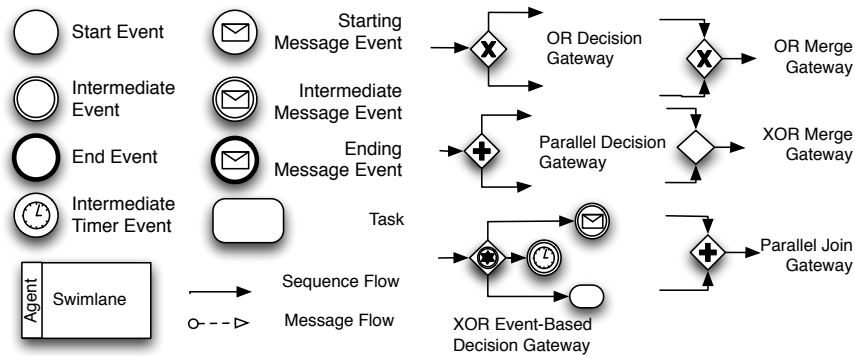 Start Event
Starting
Message Event
OR Decision
Gateway
OR Merge
Gateway
Intermediate
Event
Intermediate
Message Event
End Event
Ending
Message Event
Parallel Decision
Gateway
XOR Merge
Gateway
Intermediate
Timer Event
Task
Parallel Join
Gateway
Agent
Swimlane
Sequence Flow
Message Flow
XOR Event-Based
Decision Gateway